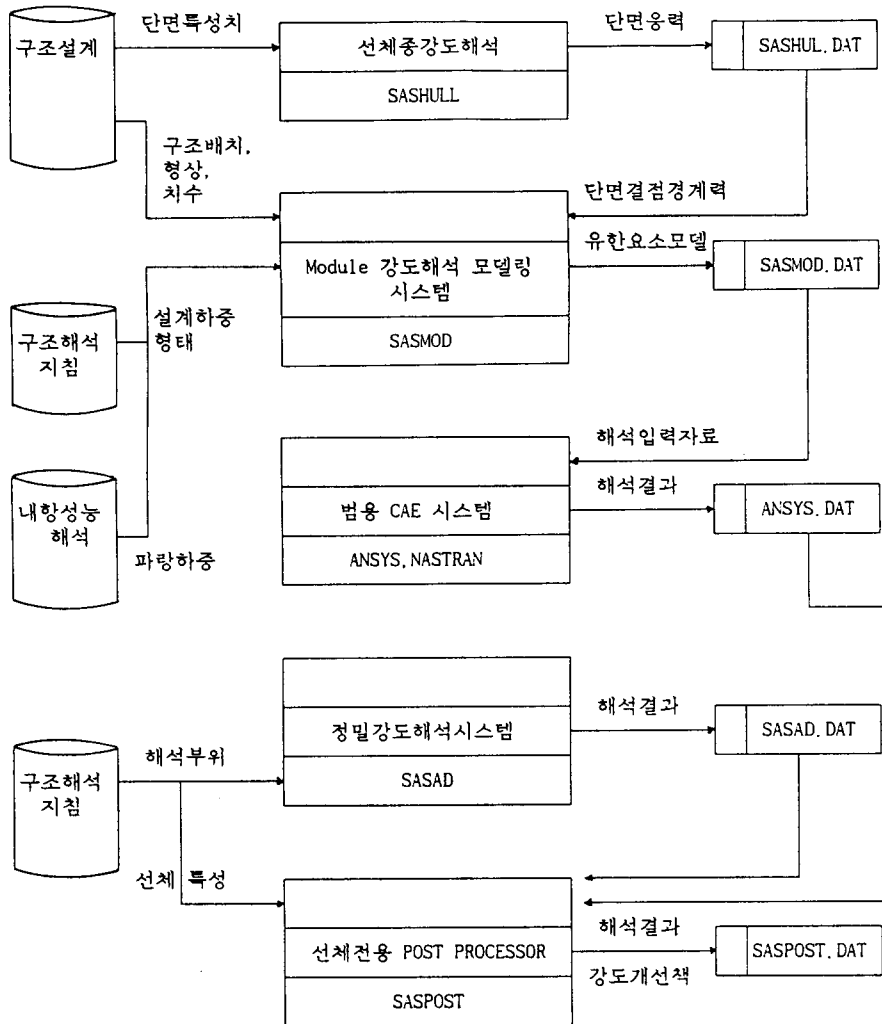 구조설계
단면특성치
선체종강도해석
SASHULL
단면응력
SASHUL.DAT
구조배치,
형상,
치수
단면결점경계력
Module 강도해석 모델링
시스템
SASMOD
유한요소모델
SASMOD.DAT
구조해석
지침
설계하중
형태
내항성능
해석
파랑하중
해석입력자료
범용 CAE 시스템
ANSYS,NASTRAN
해석결과
ANSYS.DAT
정밀강도해석시스템
SASAD
해석결과
SASAD.DAT
구조해석
지침
해석부위
선체 특성
선체전용 POST PROCESSOR
SASPOST
해석결과
강도개선책
SASPOST.DAT